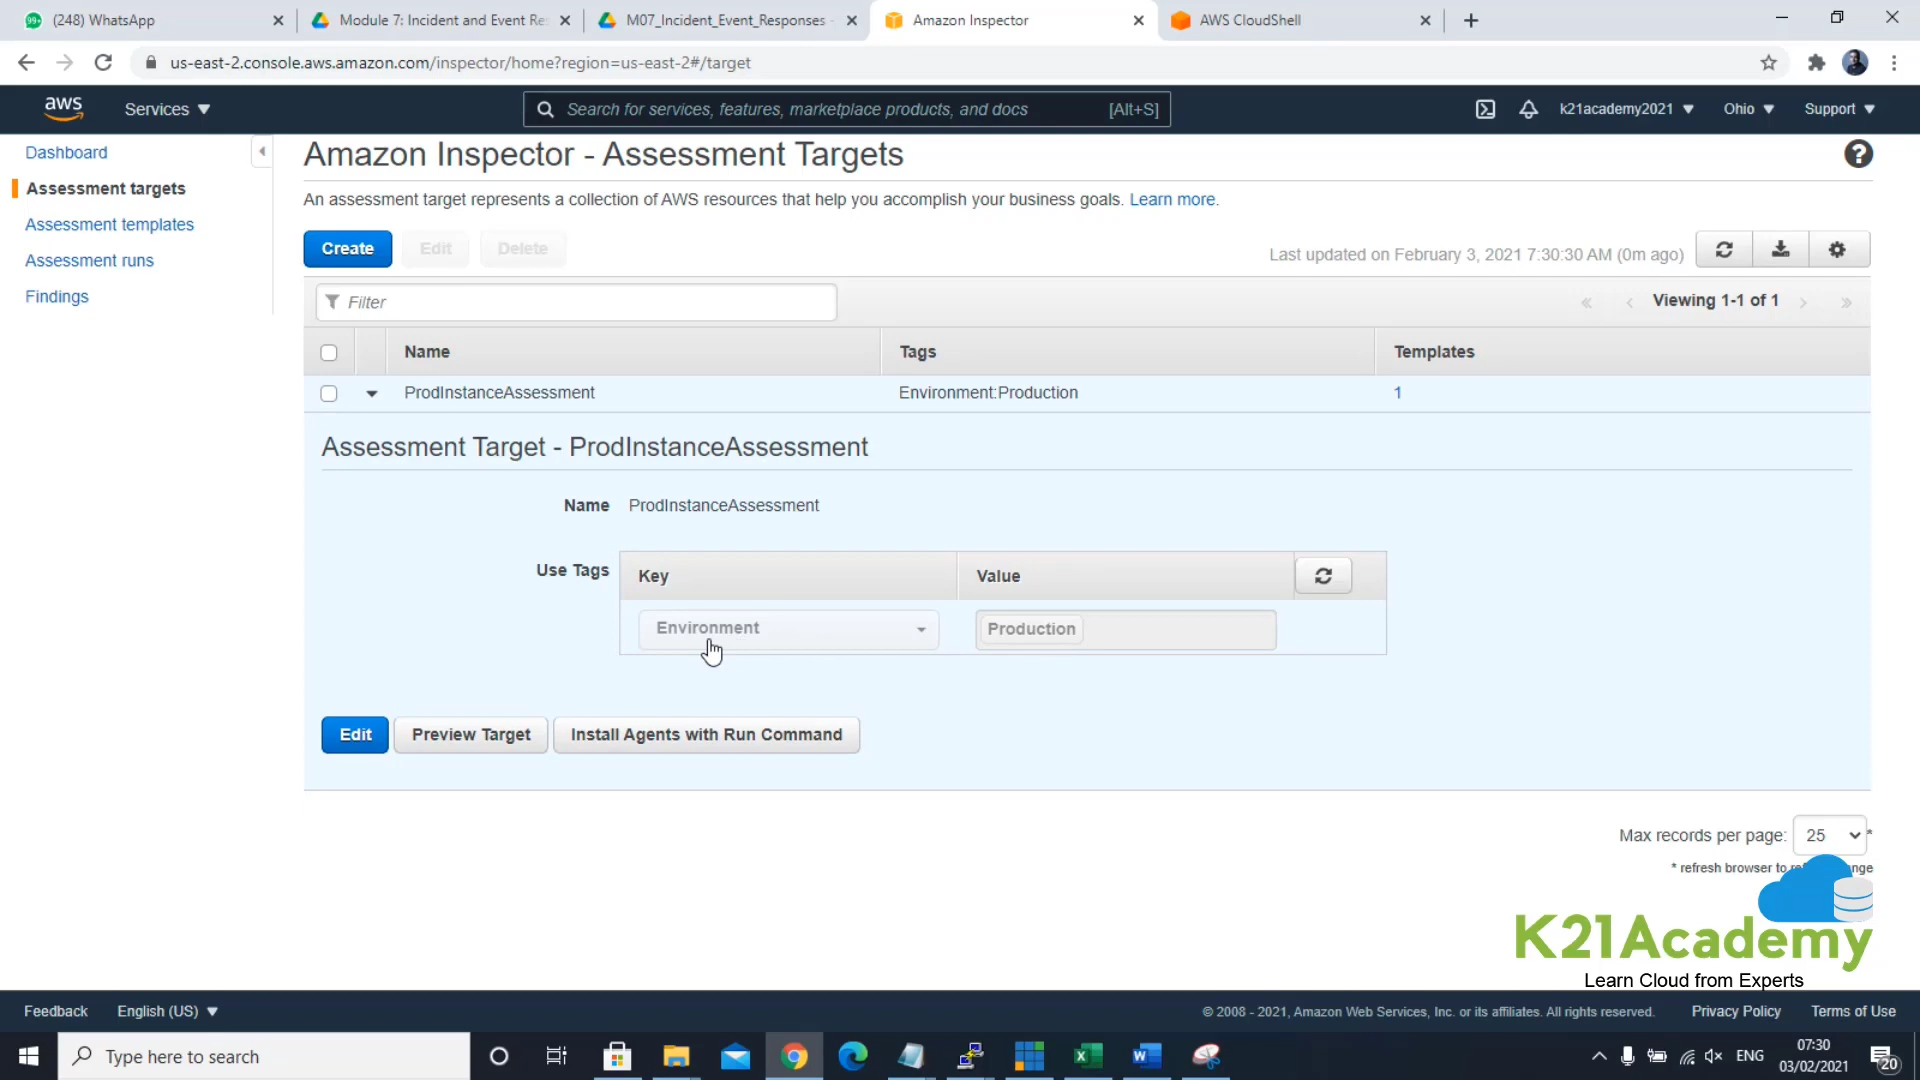 99+ (248) WhatsApp
Module 7: Incident and Event Re
M07_Incident_Event_Responses
Amazon Inspector
AWS CloudShell
us-east-2.console.aws.amazon.com/inspector/home?region=us-east-2#/target
aws
Services
Search for services, features, marketplace products, and docs [Alt+S]
k21academy2021
Ohio
Support
Dashboard
Assessment targets
Assessment templates
Assessment runs
Findings
Amazon Inspector - Assessment Targets
An assessment target represents a collection of AWS resources that help you accomplish your business goals. Learn more.
Create Edit Delete
Last updated on February 3, 2021 7:30:30 AM (0m ago)
Filter
Viewing 1-1 of 1
Name Tags Templates
ProdInstanceAssessment Environment:Production 1
Assessment Target - ProdInstanceAssessment
Name ProdInstanceAssessment
Use Tags
Key Value
Environment Production
Edit Preview Target Install Agents with Run Command
Max records per page: 25 *
* refresh browser to
nge
K21Academy
Learn Cloud from Experts
Feedback English (US)
© 2008 - 2021, Amazon Web Services, Inc. or its affiliates. All rights reserved. Privacy Policy Terms of Use
Type here to search
ENG
07:30
03/02/2021
20